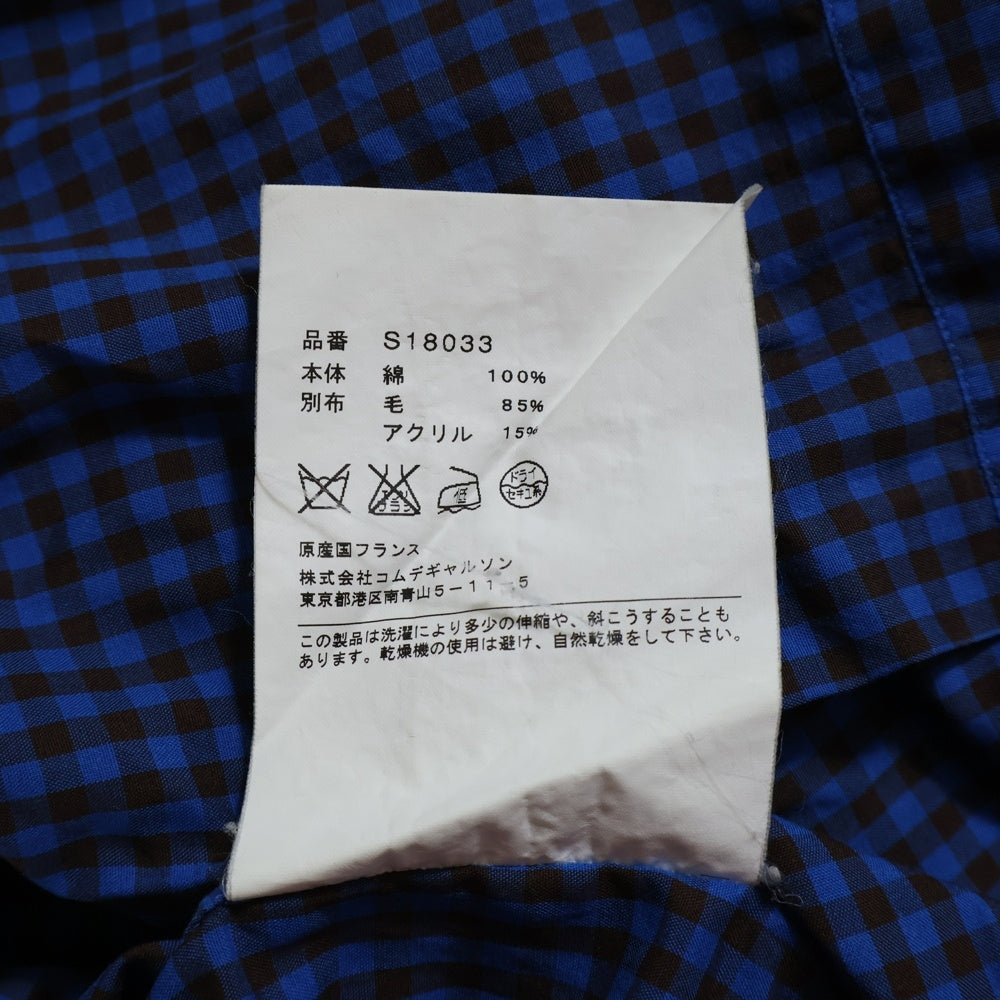 品番 S18033
本体 綿 100%
別布 毛 85%
アクリル 15%
低 ドライ
セキユ系
原産国フランス
株式会社コムデギャルソン
東京都港区南青山5-11-5
この製品は洗濯により多少の伸縮や、斜こうすることも
あります。乾燥機の使用は避け、自然乾燥をして下さい。